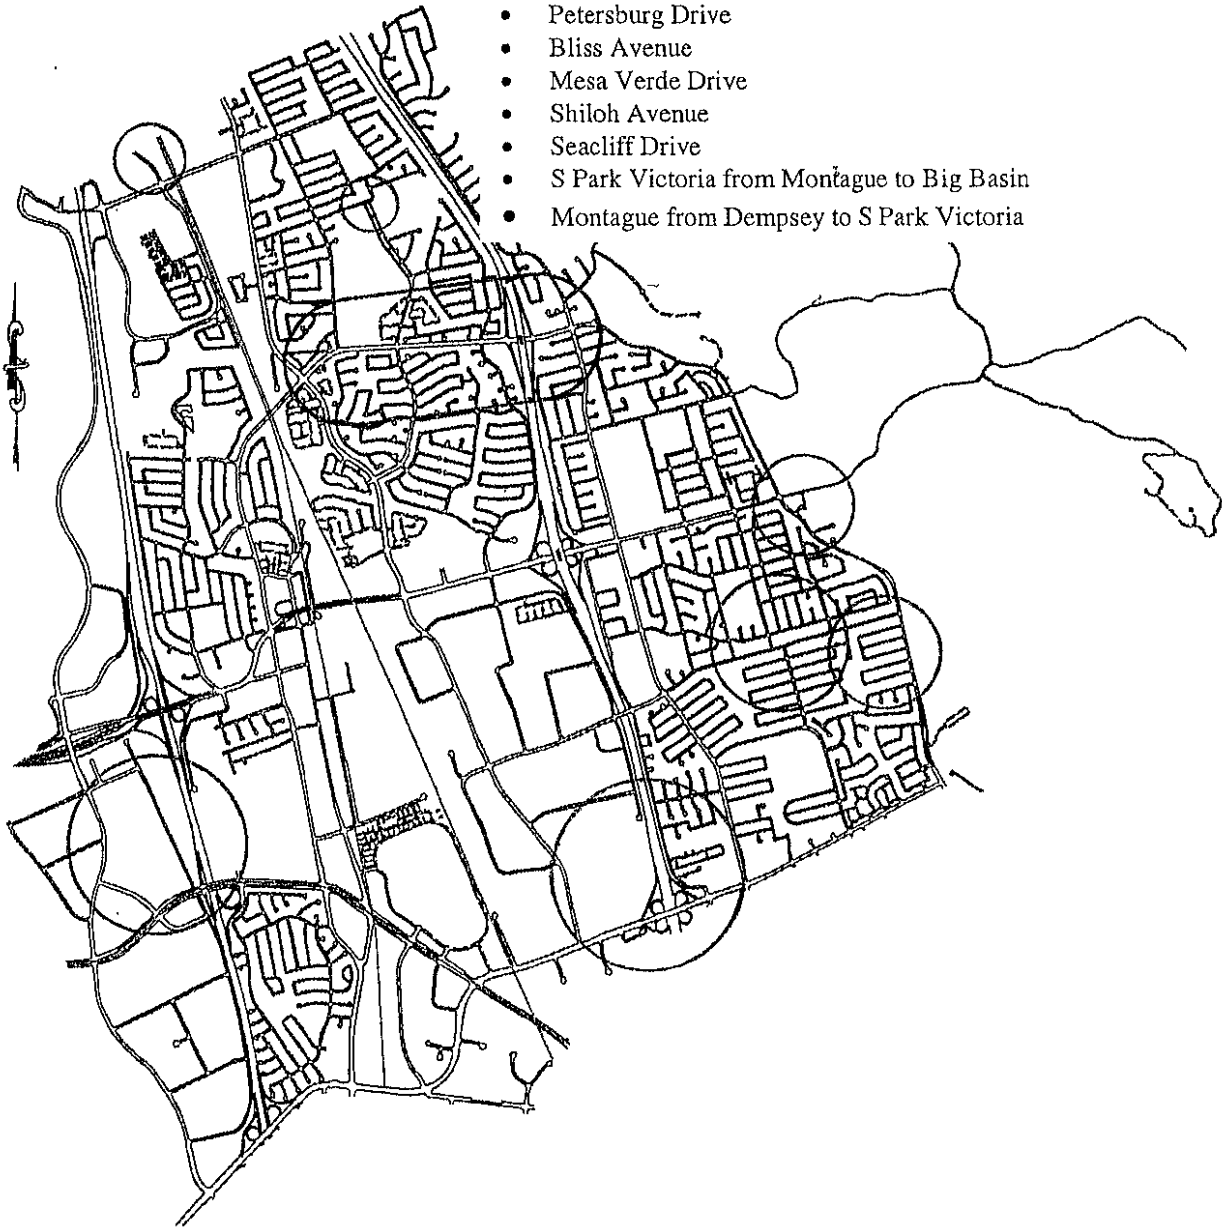 • Petersburg Drive
• Bliss Avenue
• Mesa Verde Drive
• Shiloh Avenue
• Seacliff Drive
• S Park Victoria from Montague to Big Basin
• Montague from Dempsey to S Park Victoria